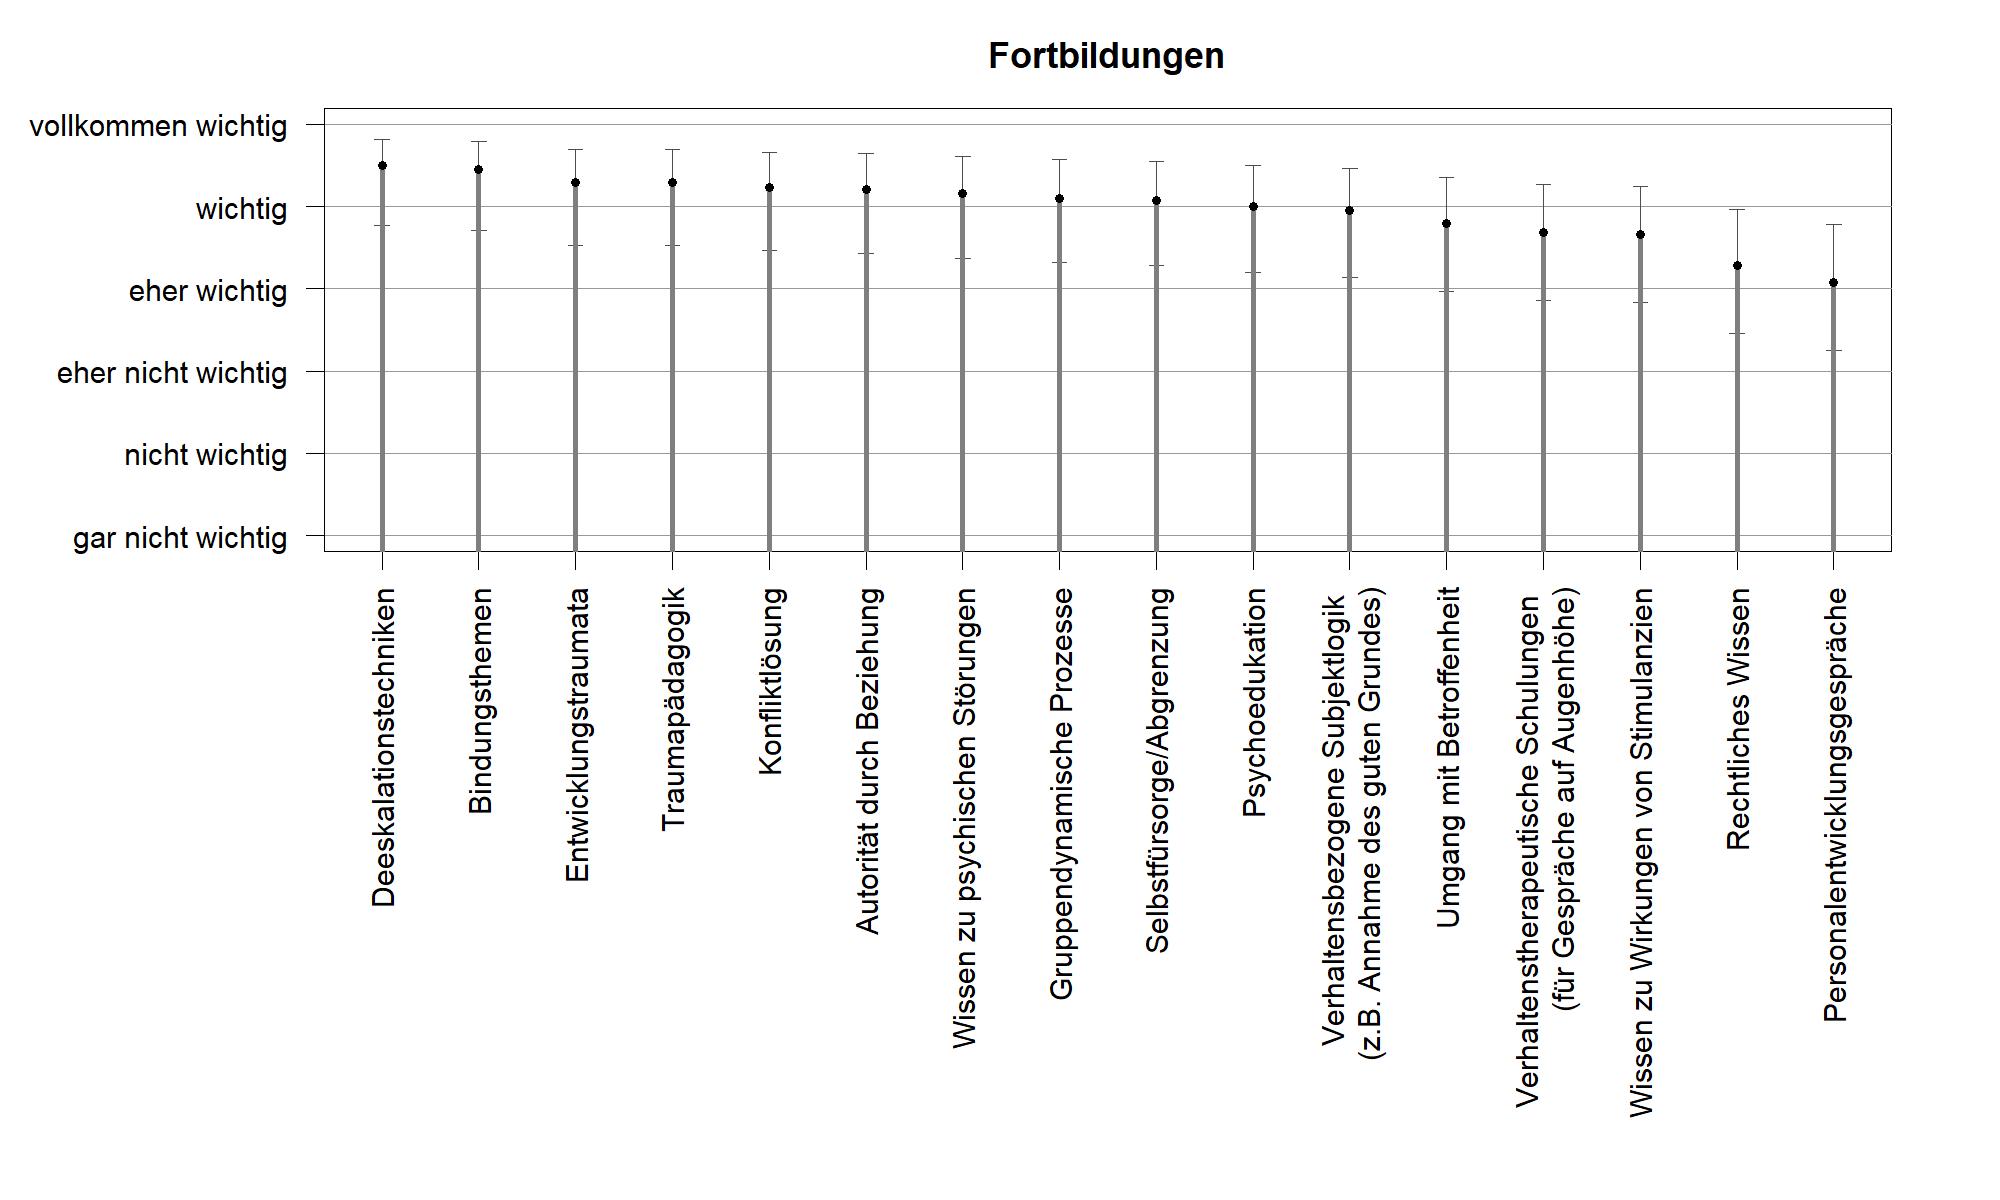 Fortbildungen
vollkommen wichtig
wichtig
eher wichtig
eher nicht wichtig
nicht wichtig
gar nicht wichtig
Deeskalationstechniken
Bindungsthemen
Entwicklungstraumata
Traumapädagogik
Konfliktlösung
Autorität durch Beziehung
Wissen zu psychischen Störungen
Gruppendynamische Prozesse
Selbstfürsorge/Abgrenzung
Psychoedukation
Verhaltensbezogene Subjektlogik
(z.B. Annahme des guten Grundes)
Umgang mit Betroffenheit
Verhaltenstherapeutische Schulungen
(für Gespräche auf Augenhöhe)
Wissen zu Wirkungen von Stimulanzien
Rechtliches Wissen
Personalentwicklungsgespräche